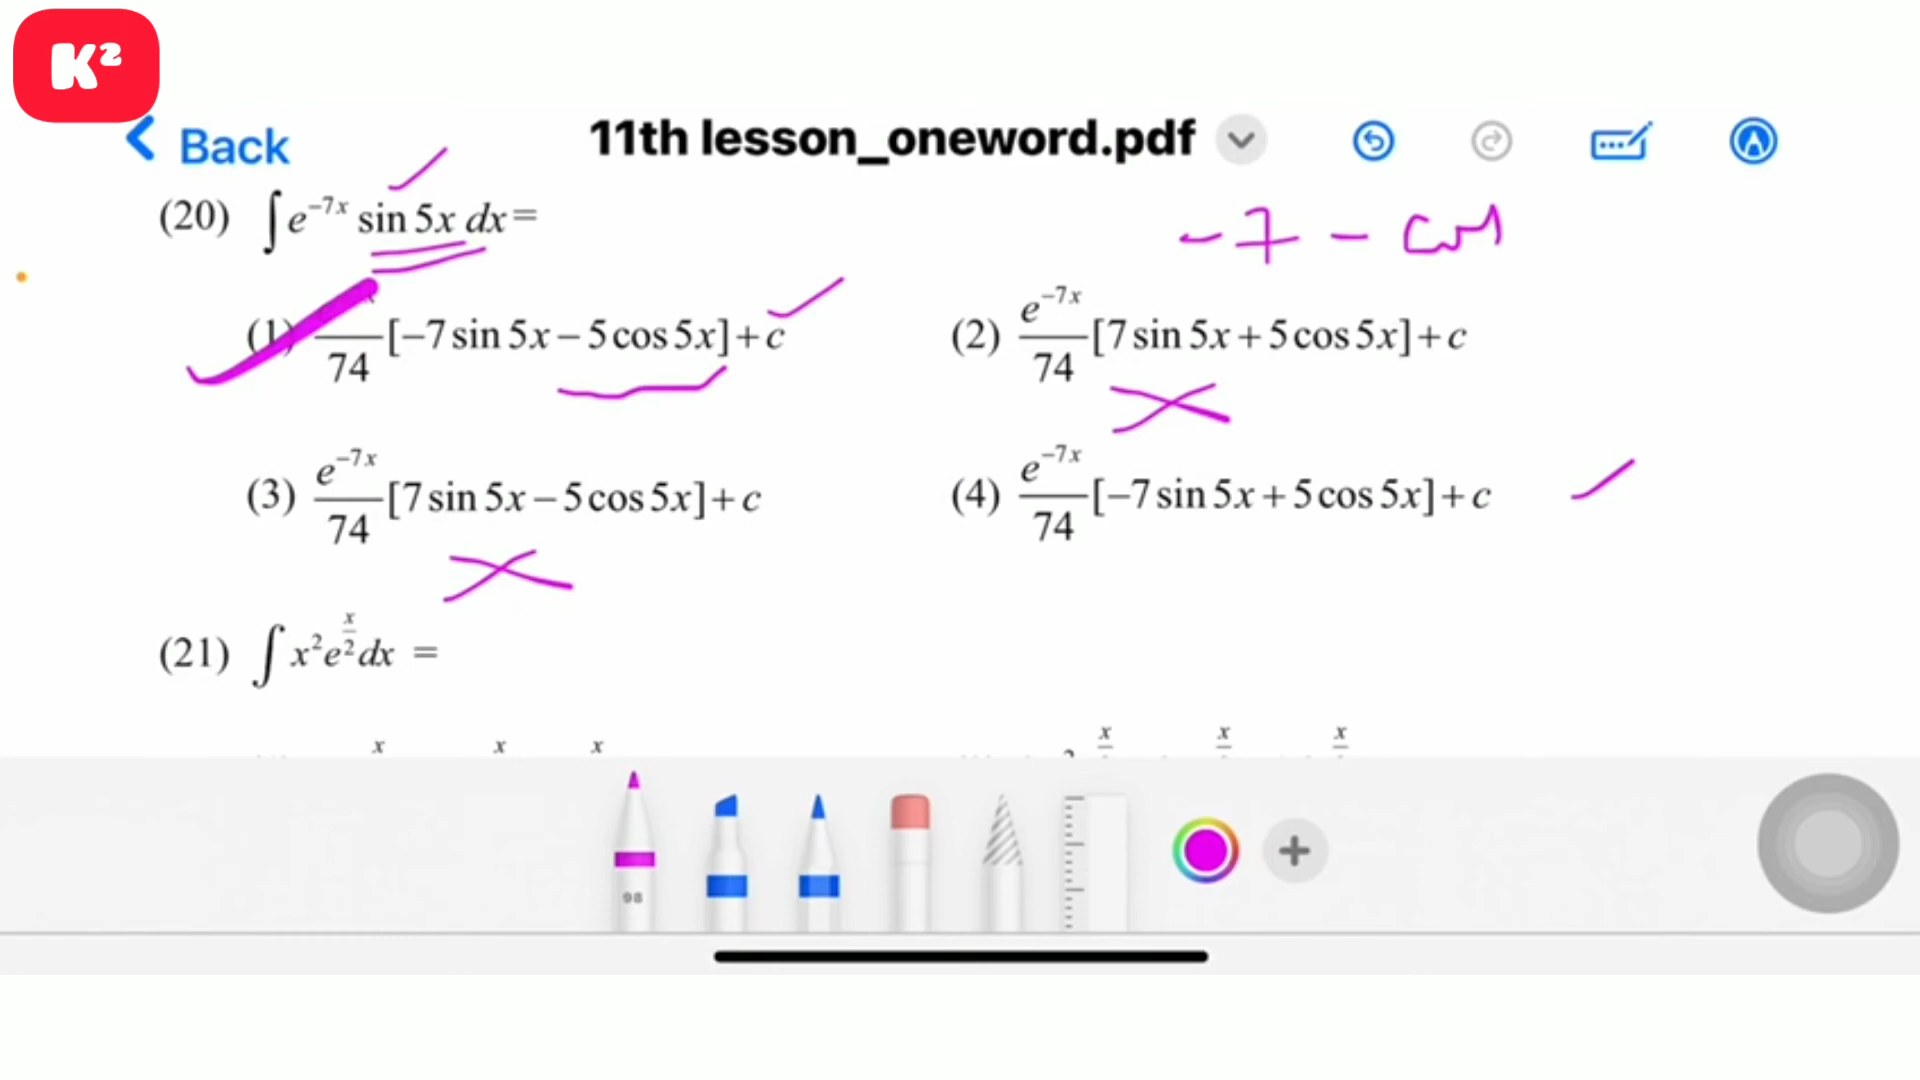 K²
Back 11th lesson_oneword.pdf
(20) ∫ e^{-7x} sin 5x dx =
-7 - cos
(1) /74 [-7 sin 5x - 5 cos 5x] + c
(2) e^{-7x}/74 [7 sin 5x + 5 cos 5x] + c
(3) e^{-7x}/74 [7 sin 5x - 5 cos 5x] + c
(4) e^{-7x}/74 [-7 sin 5x + 5 cos 5x] + c
(21) ∫ x² e^{x/2} dx =
x x x x x x
98